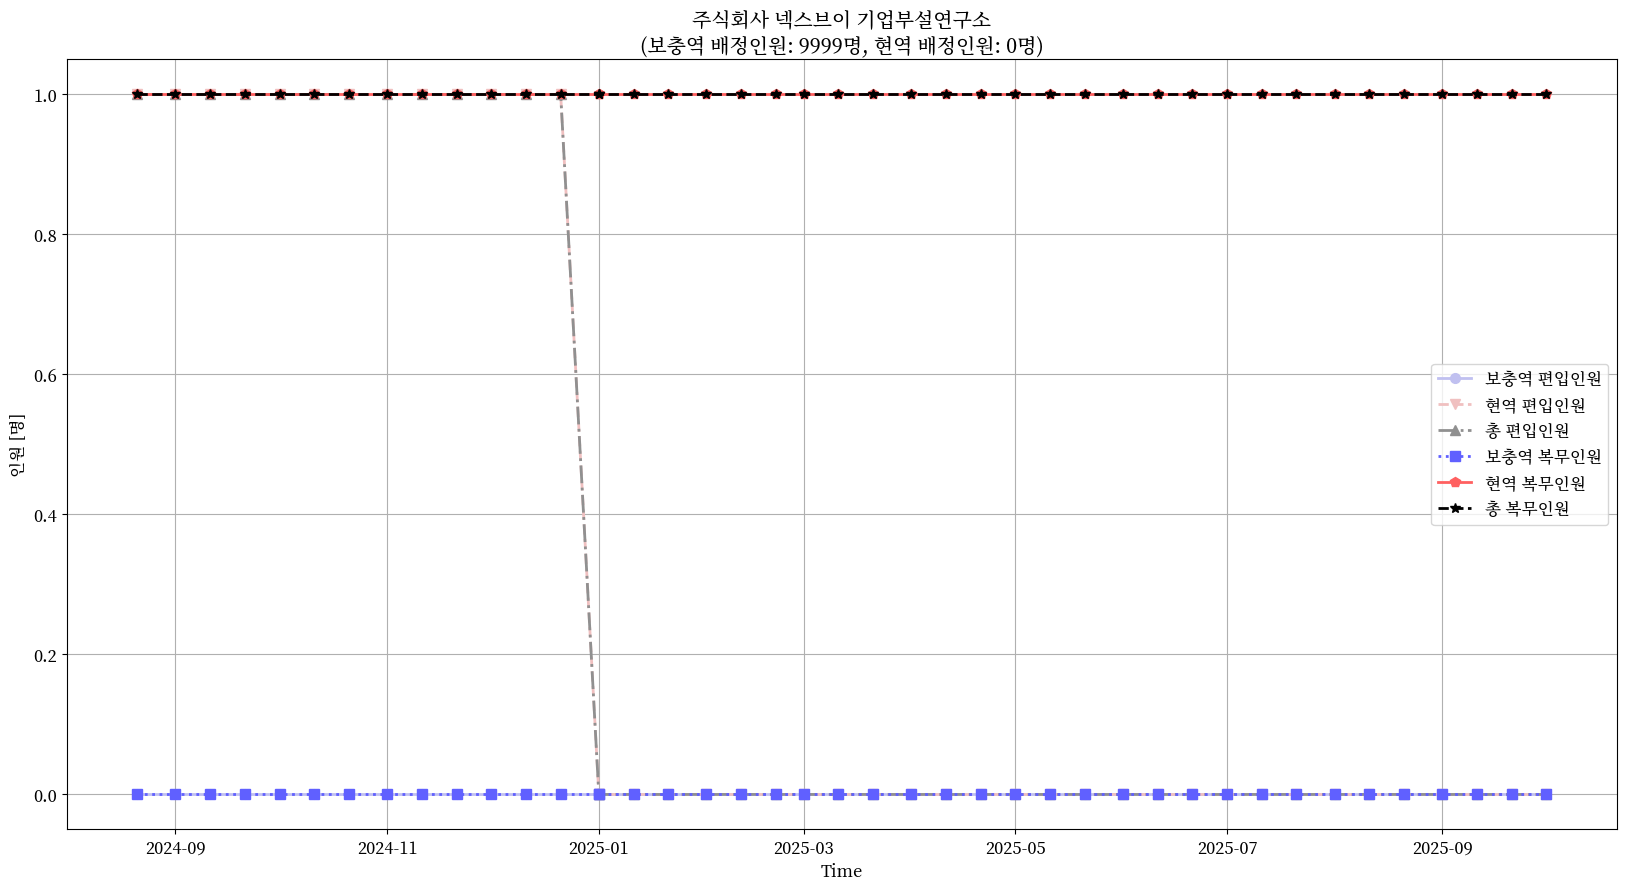 주식회사 넥스브이 기업부설연구소
(보충역 배정인원: 9999명, 현역 배정인원: 0명)
인원 [명]
1.0
0.8
0.6
0.4
0.2
0.0
보충역 편입인원
현역 편입인원
총 편입인원
보충역 복무인원
현역 복무인원
총 복무인원
2024-09
2024-11
2025-01
2025-03
2025-05
2025-07
2025-09
Time